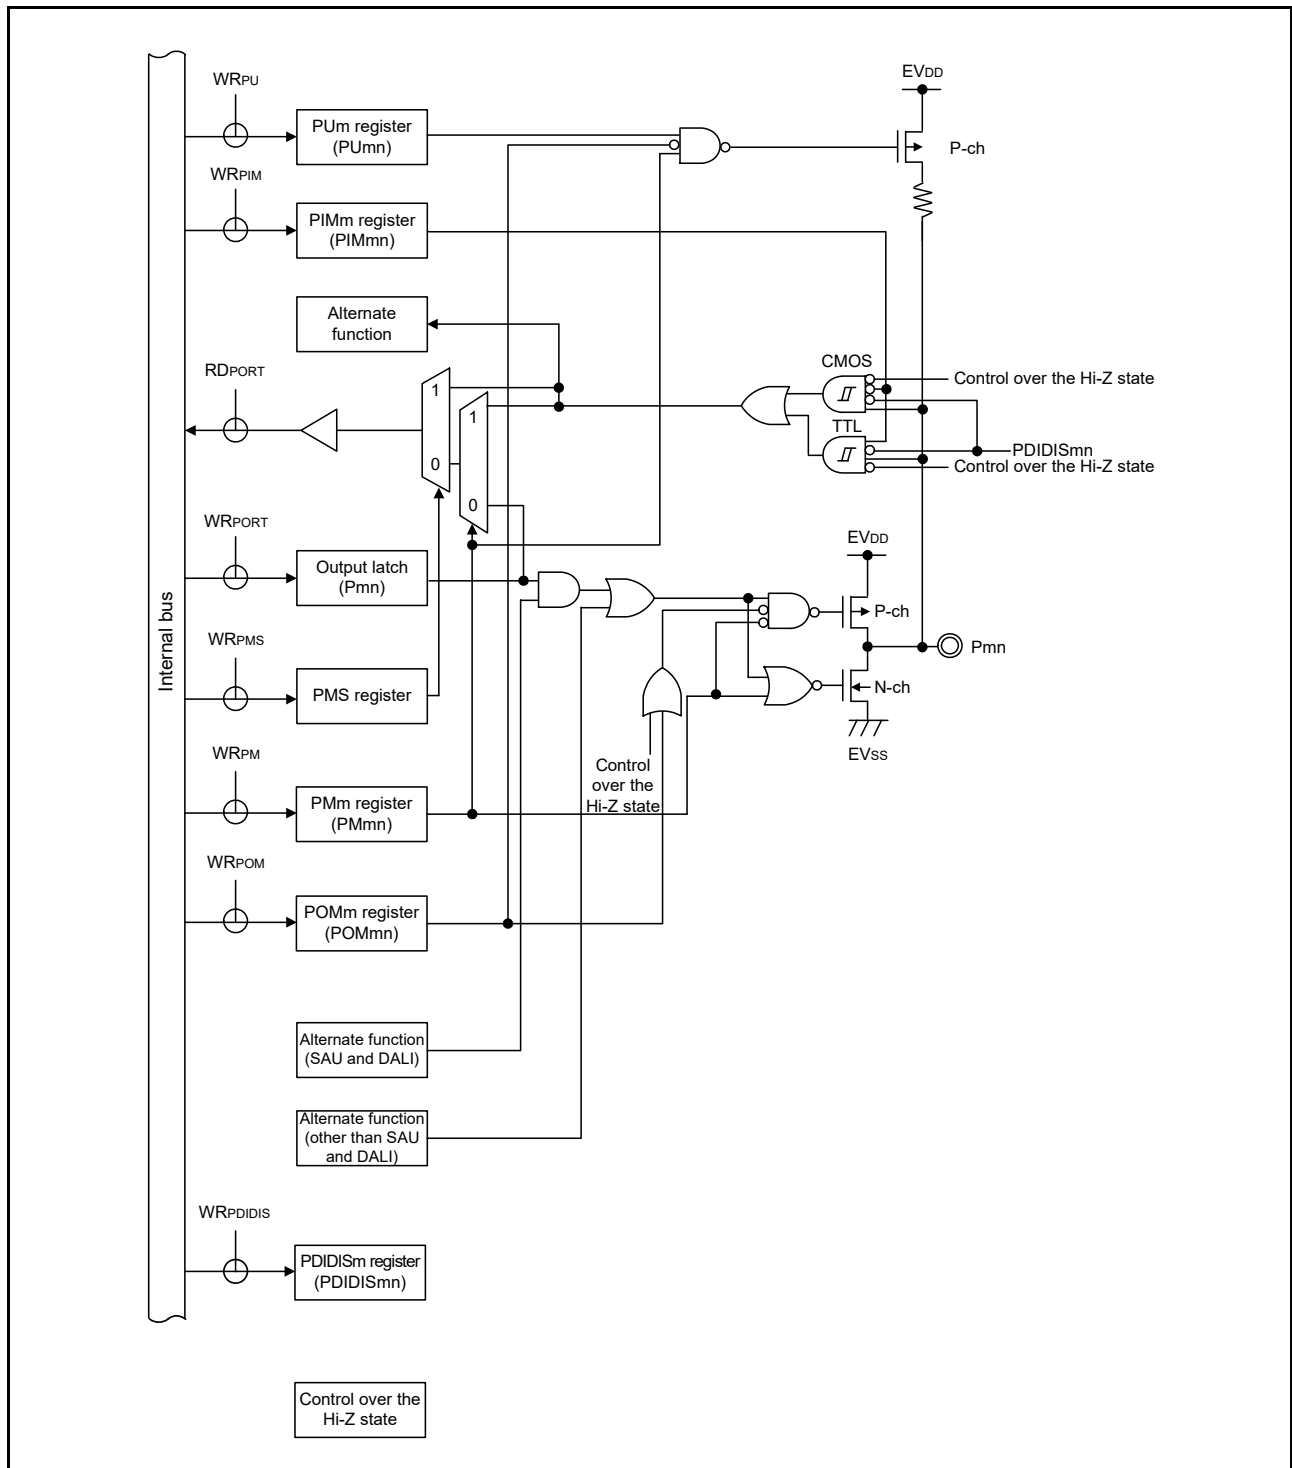 WRPU
EVDD
PUm register
(PUmn)
P-ch
WRPIM
PIMm register
(PIMmn)
Alternate
function
CMOS
Control over the Hi-Z state
RDPORT
1
1
TTL
PDIDISmn
0
Control over the Hi-Z state
0
WRPORT
EVDD
Output latch
(Pmn)
P-ch
Internal bus
WRPMS
Pmn
PMS register
N-ch
EVSS
WRPM
Control
over the
Hi-Z state
PMm register
(PMmn)
WRPOM
POMm register
(POMmn)
Alternate function
(SAU and DALI)
Alternate function
(other than SAU
and DALI)
WRPDIDIS
PDIDISm register
(PDIDISmn)
Control over the
Hi-Z state